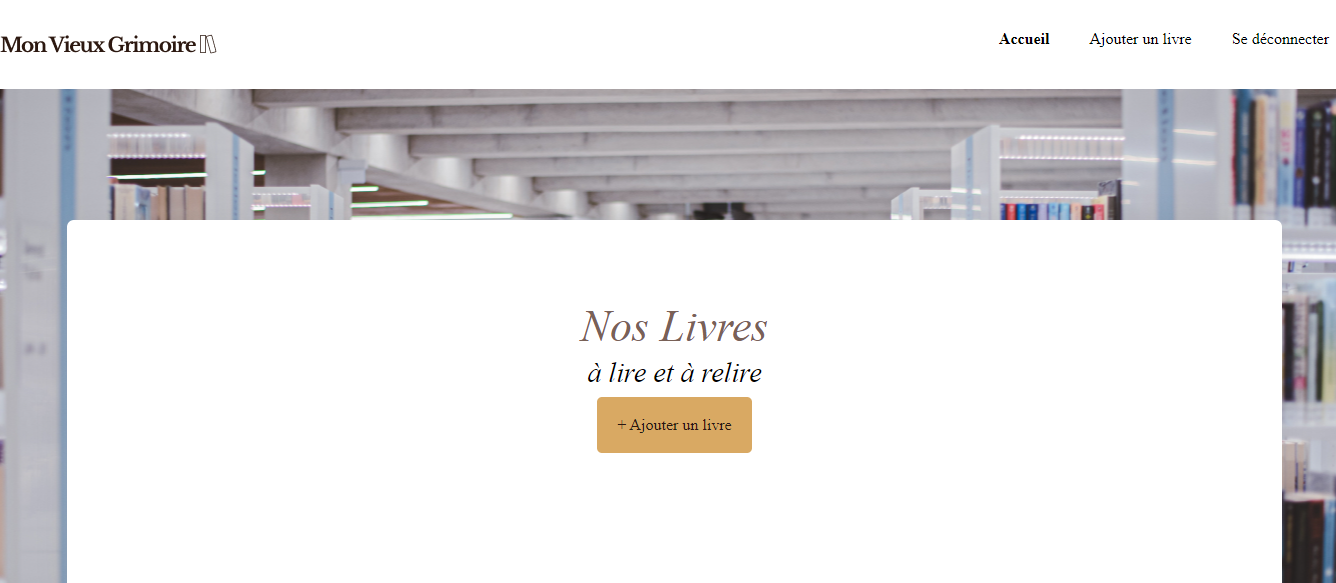 Mon Vieux Grimoire
Accueil
Ajouter un livre
Se déconnecter
Nos Livres
à lire et à relire
+ Ajouter un livre